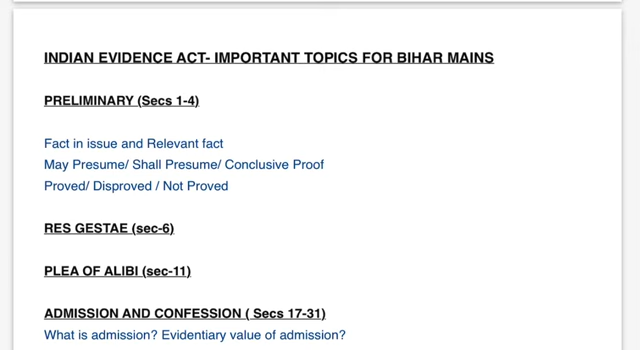 INDIAN EVIDENCE ACT- IMPORTANT TOPICS FOR BIHAR MAINS
PRELIMINARY (Secs 1-4)
Fact in issue and Relevant fact
May Presume/ Shall Presume/ Conclusive Proof
Proved/ Disproved / Not Proved
RES GESTAE (sec-6)
PLEA OF ALIBI (sec-11)
ADMISSION AND CONFESSION ( Secs 17-31)
What is admission? Evidentiary value of admission?